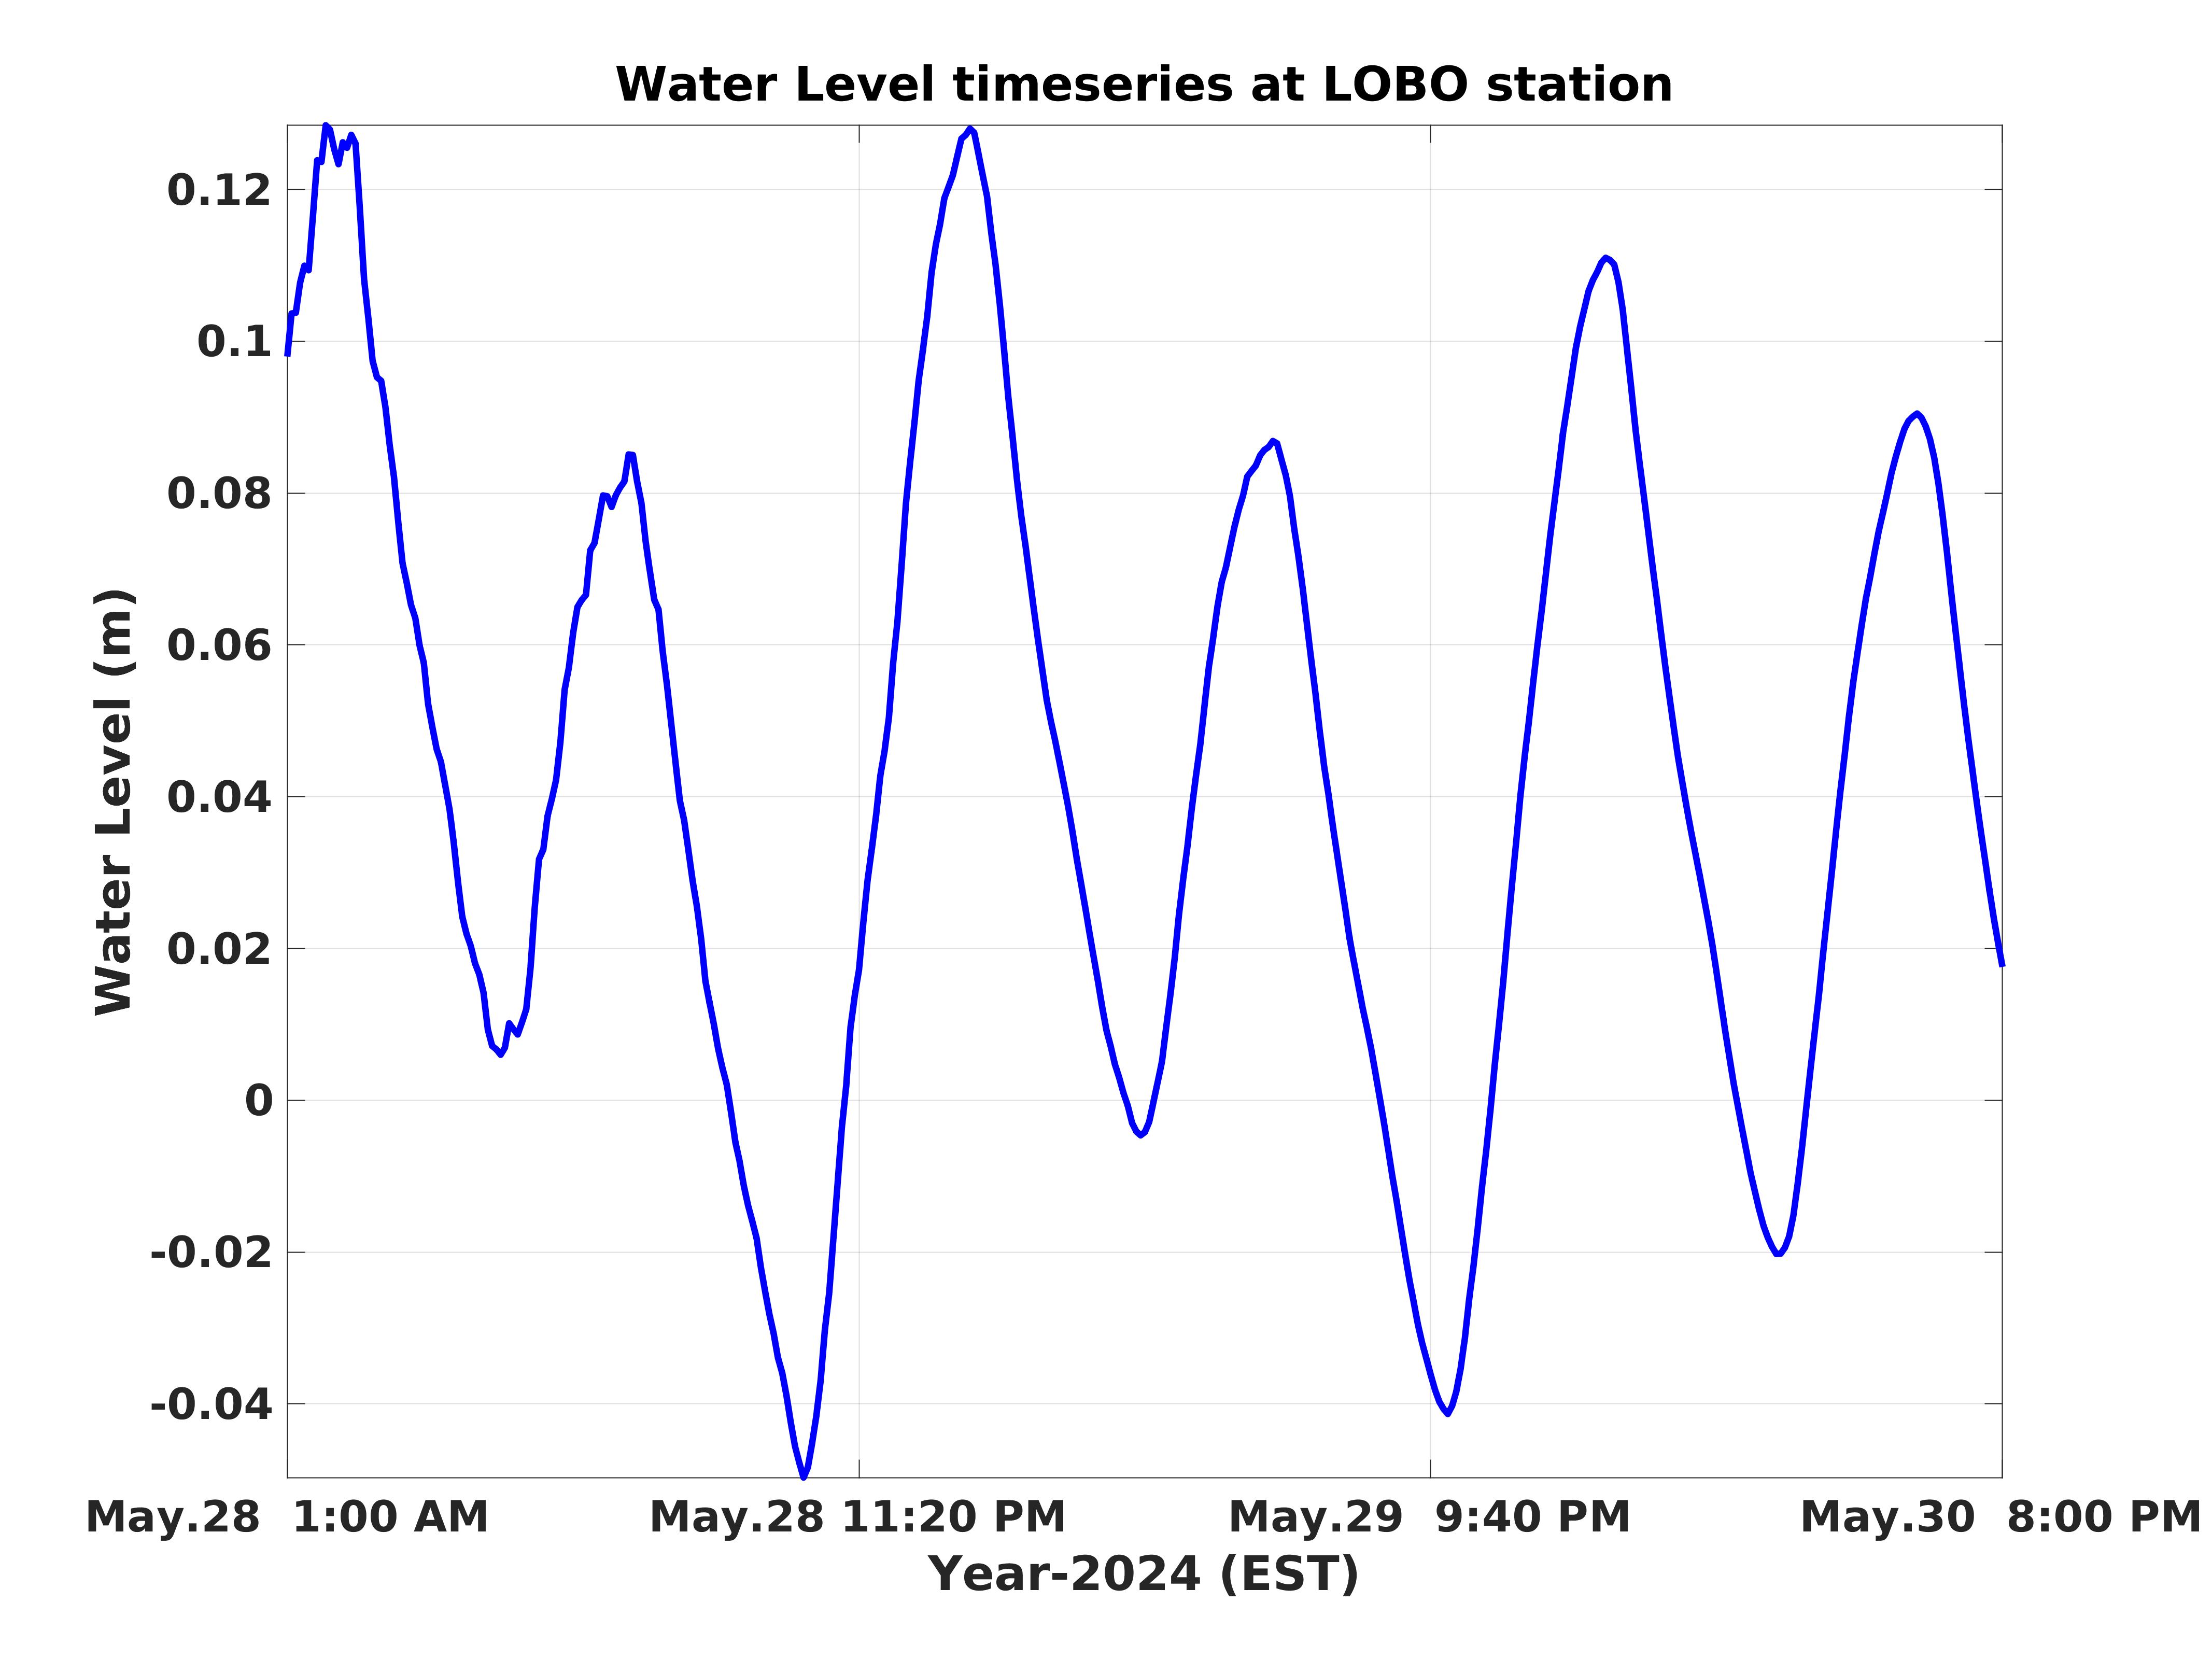 Water Level timeseries at LOBO station
Water Level (m)
0.12
0.1
0.08
0.06
0.04
0.02
0
-0.02
-0.04
May.28  1:00 AM
May.28 11:20 PM
May.29  9:40 PM
May.30  8:00 PM
Year-2024 (EST)